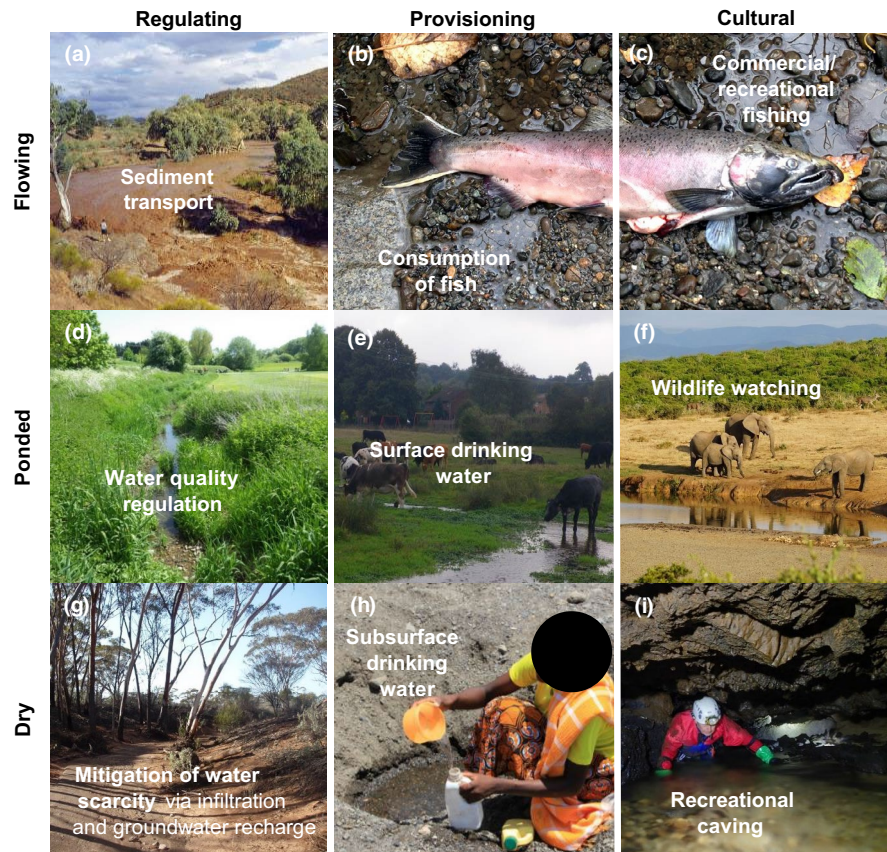 Regulating
Provisioning
Cultural
Flowing
(a)
Sediment
transport
(b)
Consumption
of fish
(c)
Commercial/
recreational
fishing
Ponded
(d)
Water quality
regulation
(e)
Surface drinking
water
(f)
Wildlife watching
Dry
(g)
Mitigation of water
scarcity via infiltration
and groundwater recharge
(h)
Subsurface
drinking
water
(i)
Recreational
caving